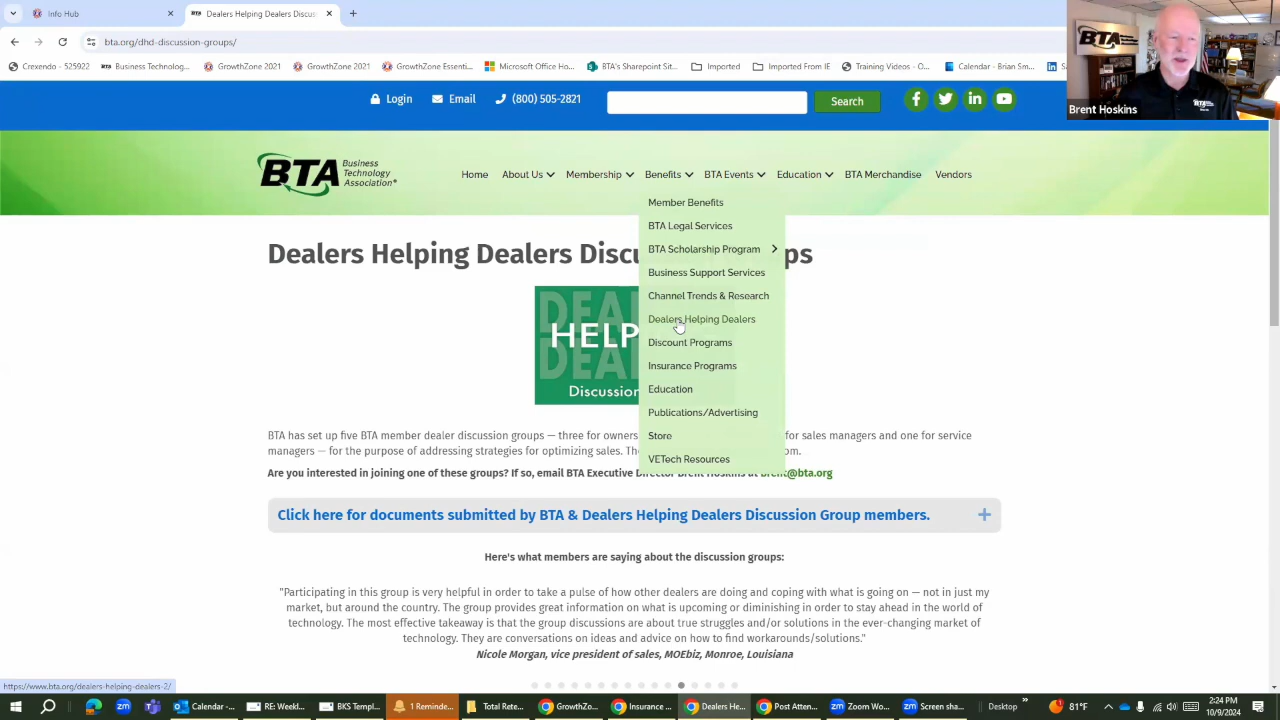 Info Hub
Dealers Helping Dealers Discus
bta.org/dhd-discussion-groups/
Crexendo - 525922
Business Technolog...
GrowthZone 2021
GrowthZone 2021
GrowthZone Essenti...
Microsoft Office Ho...
BTA's Sharepoint Sit...
Imported
Imported From IE
Training Videos - O...
Calendar - Brian Sm...
BTA
Brent Hoskins
Login
Email
(800) 505-2821
Search
BTA Business Technology Association
Home
About Us
Membership
Benefits
BTA Events
Education
BTA Merchandise
Vendors
Member Benefits
BTA Legal Services
BTA Scholarship Program
Business Support Services
Channel Trends & Research
Dealers Helping Dealers
Discount Programs
Insurance Programs
Education
Publications/Advertising
Store
VETech Resources
Dealers Helping Dealers Discu ps
DEA
HELP
DEA
Discussion
BTA has set up five BTA member dealer discussion groups — three for owners for sales managers and one for service
managers — for the purpose of addressing strategies for optimizing sales. Th om.
Are you interested in joining one of these groups? If so, email BTA Executive Director Brent Hoskins at brent@bta.org
Click here for documents submitted by BTA & Dealers Helping Dealers Discussion Group members.
Here's what members are saying about the discussion groups:
"Participating in this group is very helpful in order to take a pulse of how other dealers are doing and coping with what is going on — not in just my
market, but around the country. The group provides great information on what is upcoming or diminishing in order to stay ahead in the world of
technology. The most effective takeaway is that the group discussions are about true struggles and/or solutions in the ever-changing market of
technology. They are conversations on ideas and advice on how to find workarounds/solutions."
Nicole Morgan, vice president of sales, MOEbiz, Monroe, Louisiana
https://www.bta.org/dealers-helping-dealers-2/
Calendar -...
RE: Weekl...
BKS Templ...
1 Reminde...
Total Rete...
GrowthZo...
Insurance ...
Dealers He...
Post Atten...
Zoom Wo...
Screen sha...
Desktop
81°F
2:24 PM
10/9/2024